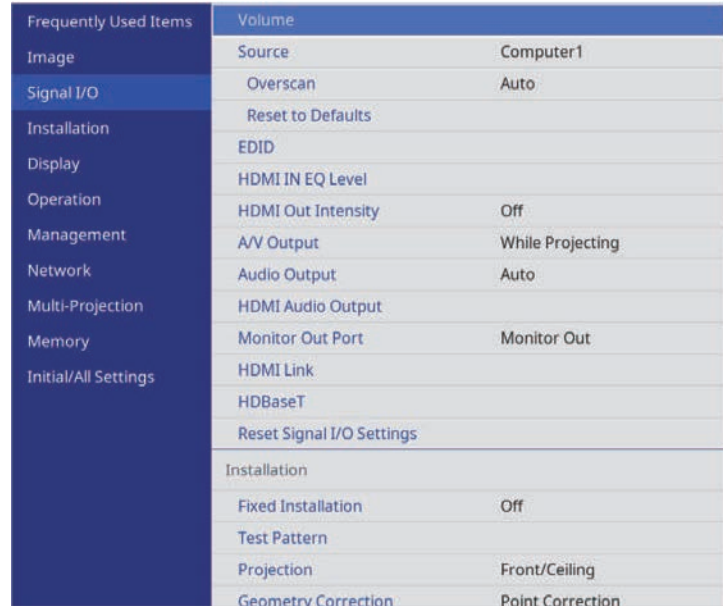 Frequently Used Items
Image
Signal I/O
Installation
Display
Operation
Management
Network
Multi-Projection
Memory
Initial/All Settings
Volume
Source Computer1
Overscan Auto
Reset to Defaults
EDID
HDMI IN EQ Level
HDMI Out Intensity Off
A/V Output While Projecting
Audio Output Auto
HDMI Audio Output
Monitor Out Port Monitor Out
HDMI Link
HDBaseT
Reset Signal I/O Settings
Installation
Fixed Installation Off
Test Pattern
Projection Front/Ceiling
Geometry Correction Point Correction